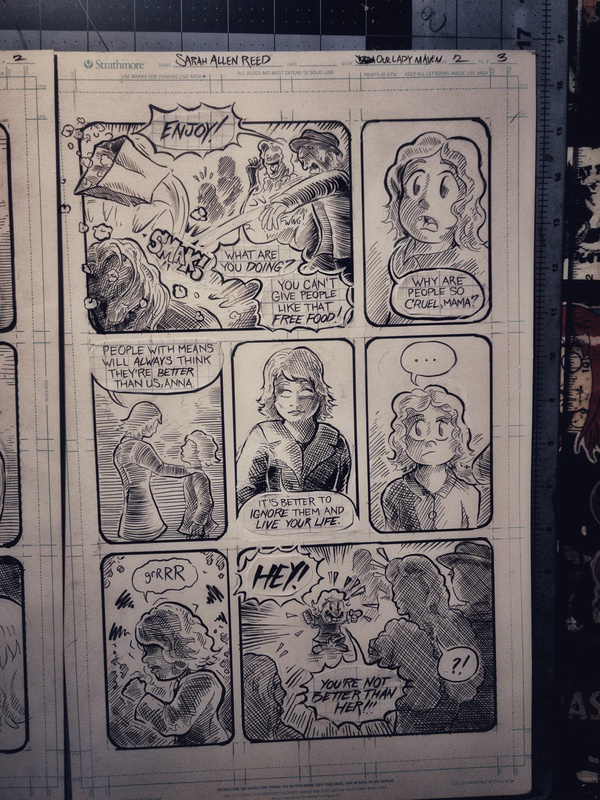 2
Strathmore
SARAH ALLEN REED
OUR LADY MAVEN
2
3
ENJOY!
FWING!
SMAK!
WHAT ARE
YOU DOING?
YOU CAN'T
GIVE PEOPLE
LIKE THAT
FREE FOOD!
WHY ARE
PEOPLE SO
CRUEL, MAMA?
PEOPLE WITH MEANS
WILL ALWAYS THINK
THEY'RE BETTER
THAN US, ANNA
IT IS BETTER TO
IGNORE THEM AND
LIVE YOUR LIFE.
...
grRRR
HEY!
?!
YOU'RE NOT
BETTER THAN
HER!!!